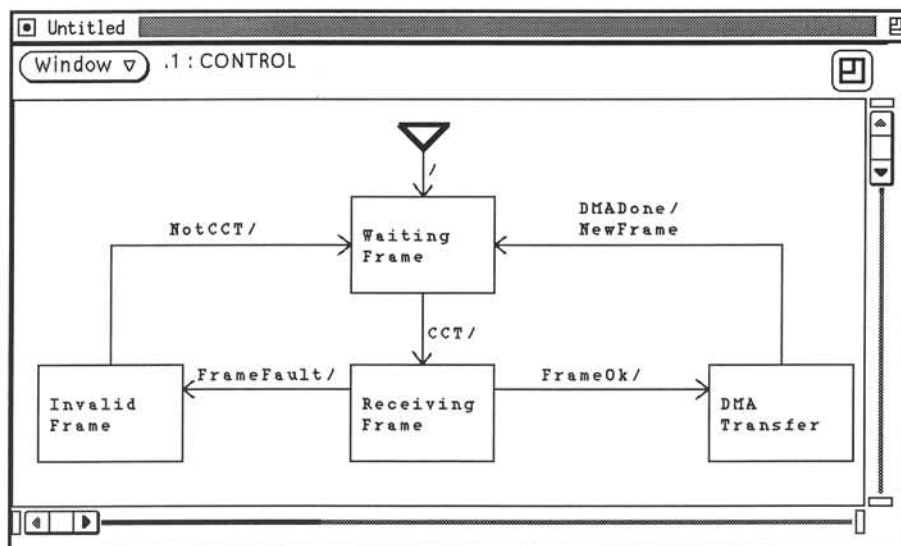 Untitled
Window ▽ .1 : CONTROL
/
NotCCT/
Waiting
Frame
DMADone/
NewFrame
CCT/
FrameFault/
FrameOk/
Invalid
Frame
Receiving
Frame
DMA
Transfer